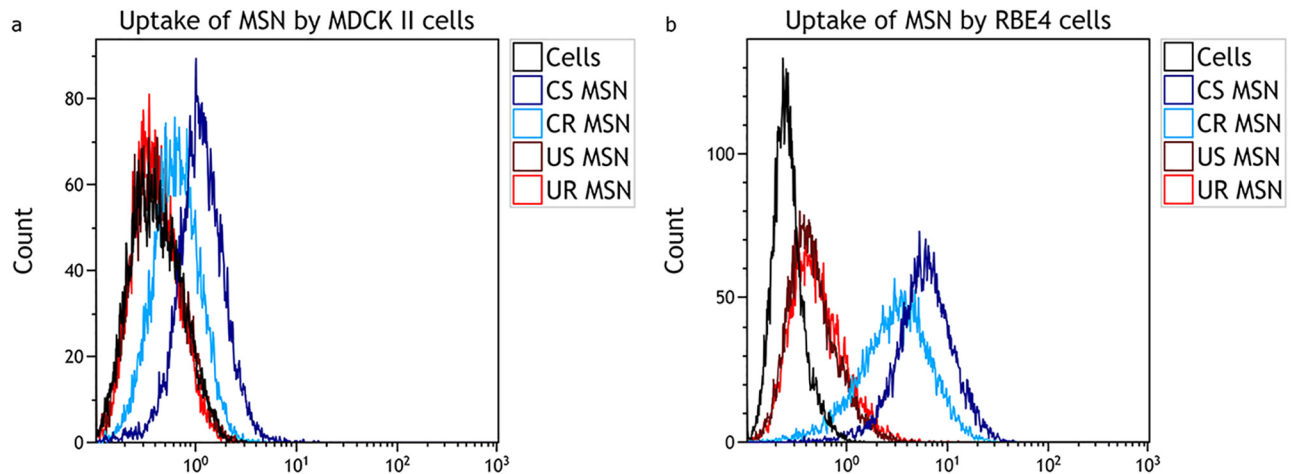 a
Uptake of MSN by MDCK II cells
Count
80
60
40
20
0
10⁰
10¹
10²
10³
Cells
CS MSN
CR MSN
US MSN
UR MSN
b
Uptake of MSN by RBE4 cells
Count
100
50
0
10⁰
10¹
10²
10³
Cells
CS MSN
CR MSN
US MSN
UR MSN